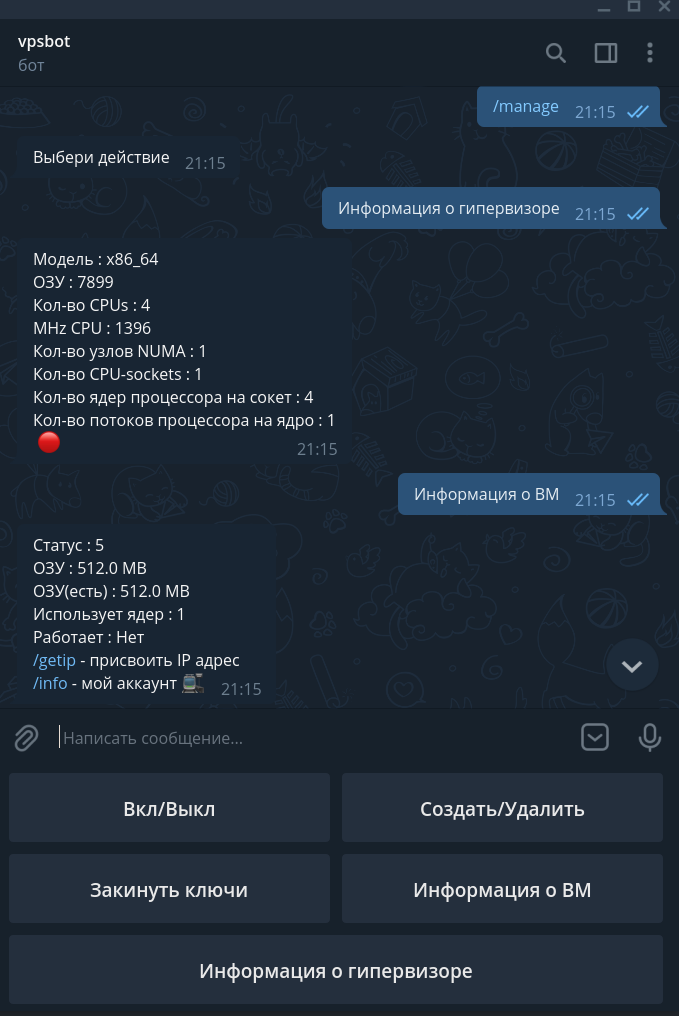 vpsbot
бот
/manage 21:15
Выбери действие 21:15
Информация о гипервизоре 21:15
Модель : x86_64
ОЗУ : 7899
Кол-во CPUs : 4
MHz CPU : 1396
Кол-во узлов NUMA : 1
Кол-во CPU-sockets : 1
Кол-во ядер процессора на сокет : 4
Кол-во потоков процессора на ядро : 1
21:15
Информация о ВМ 21:15
Статус : 5
ОЗУ : 512.0 MB
ОЗУ(есть) : 512.0 MB
Использует ядер : 1
Работает : Нет
/getip - присвоить IP адрес
/info - мой аккаунт 21:15
Написать сообщение...
Вкл/Выкл
Создать/Удалить
Закинуть ключи
Информация о ВМ
Информация о гипервизоре